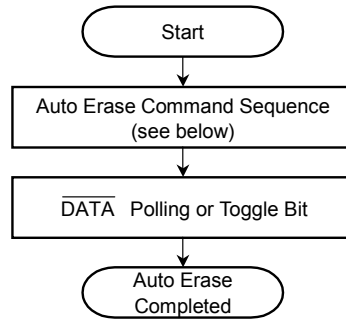 Start
Auto Erase Command Sequence
(see below)
DATA Polling or Toggle Bit
Auto Erase
Completed